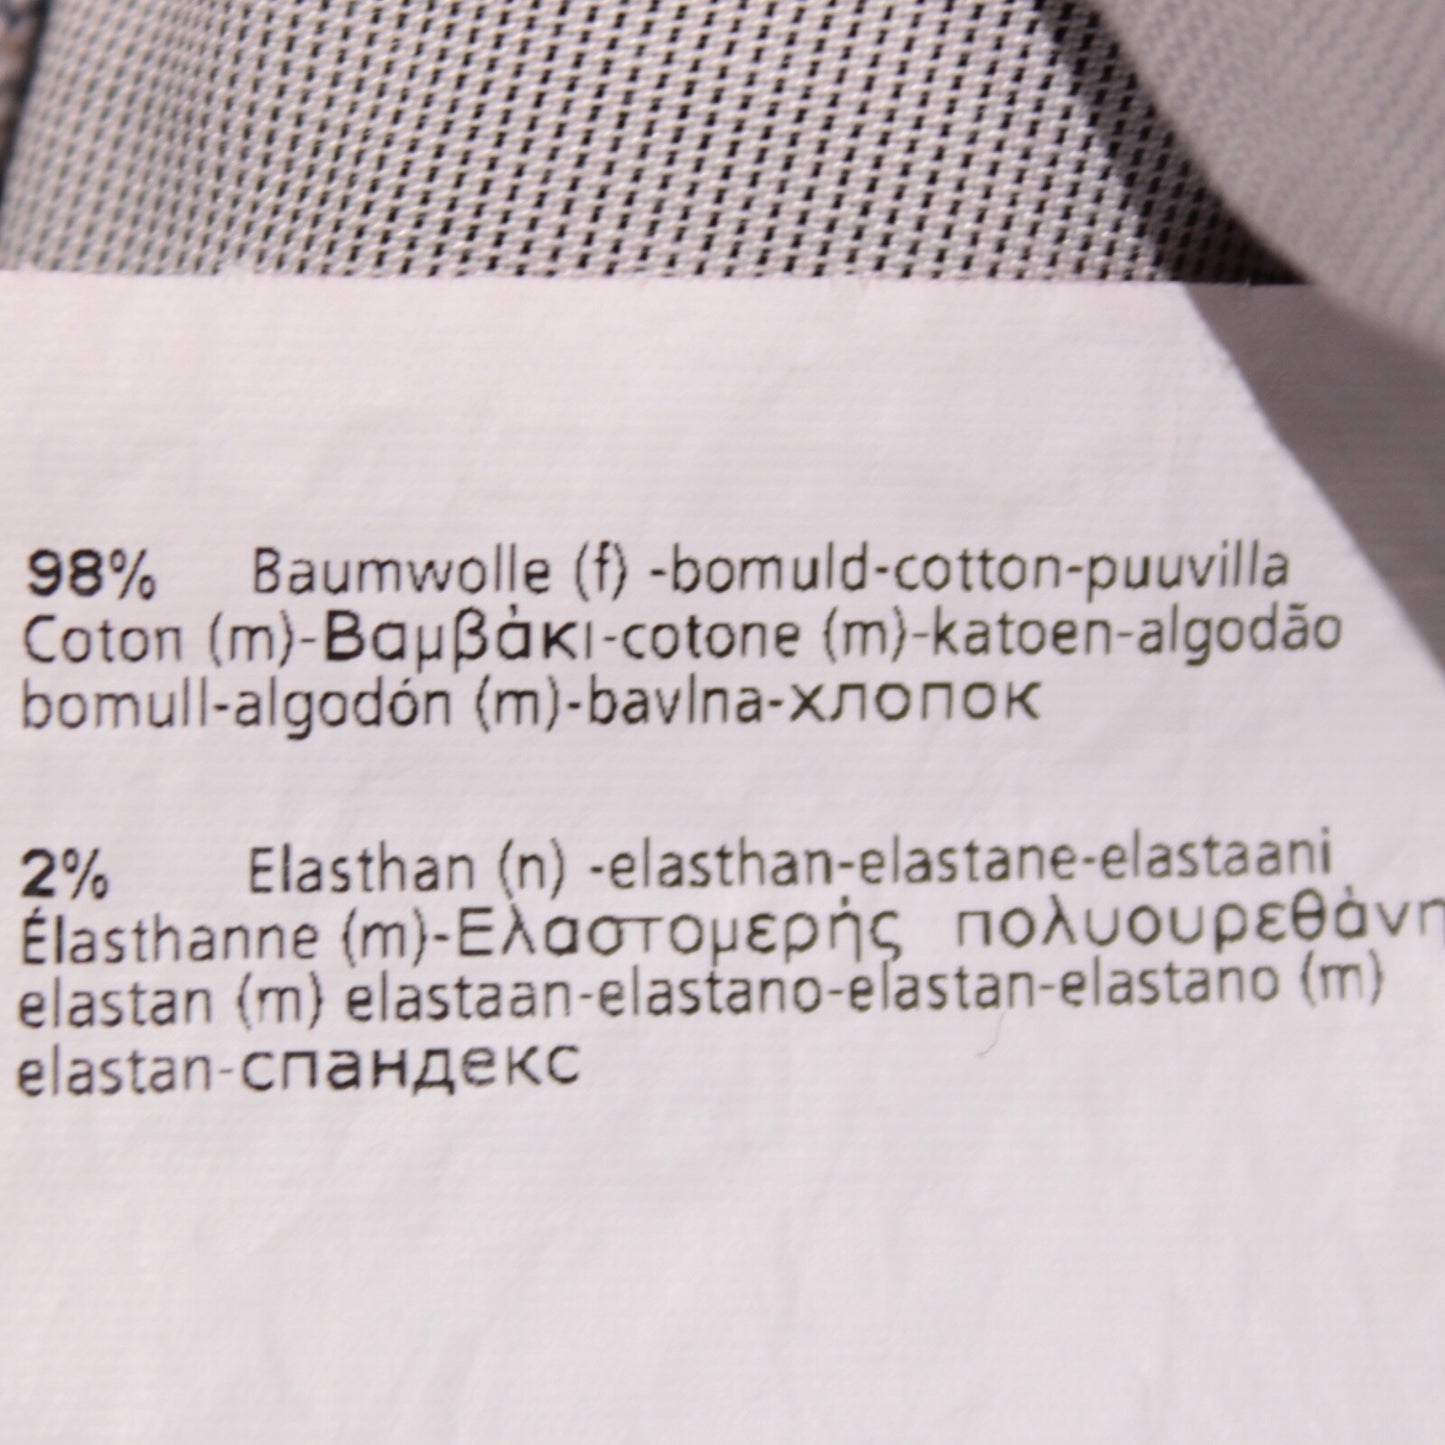 98% Baumwolle (f) -bomuld-cotton-puuvilla
Coton (m)-Βαμβάκι-cotone (m)-katoen-algodão
bomull-algodón (m)-bavlna-хлопок
2% Elasthan (n) -elasthan-elastane-elastaani
Élasthanne (m)-Ελαστομερής πολυουρεθάνη
elastan (m) elastaan-elastano-elastan-elastano (m)
elastan-спандекс